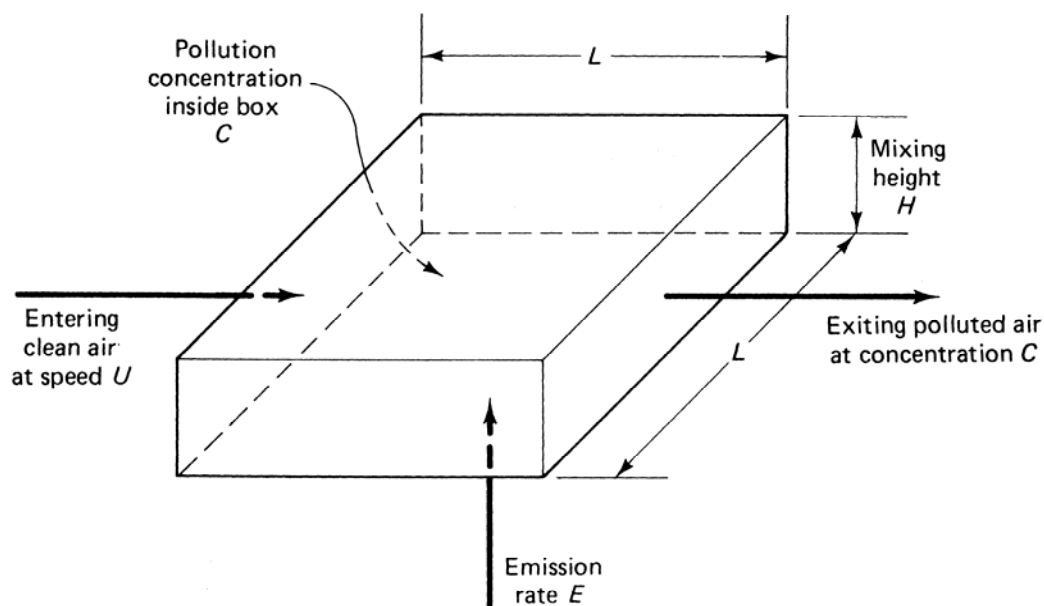 Pollution
concentration
inside box
C
L
Mixing
height
H
Entering
clean air
at speed U
Exiting polluted air
at concentration C
L
Emission
rate E